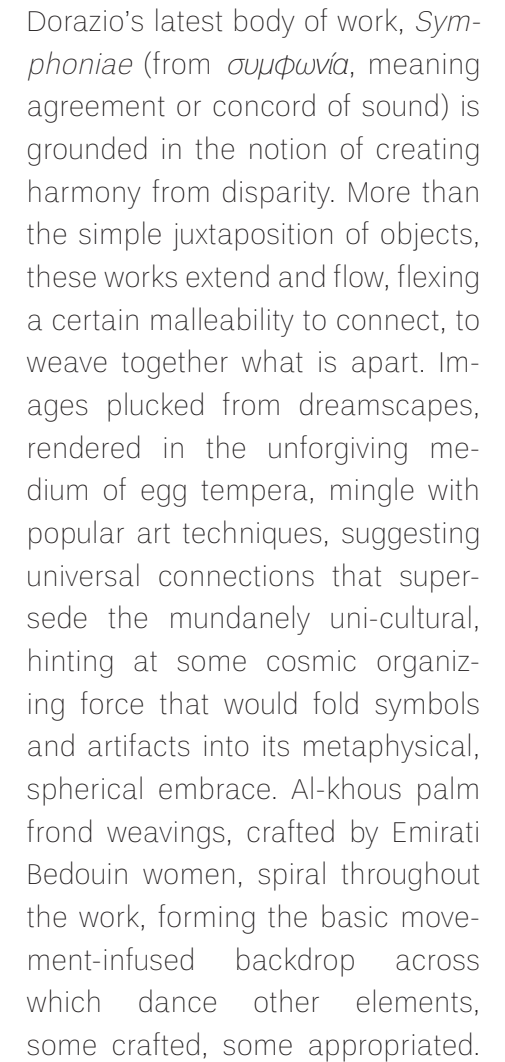 Dorazio’s latest body of work, Sym-
phoniae (from συμφωνία, meaning
agreement or concord of sound) is
grounded in the notion of creating
harmony from disparity. More than
the simple juxtaposition of objects,
these works extend and flow, flexing
a certain malleability to connect, to
weave together what is apart. Im-
ages plucked from dreamscapes,
rendered in the unforgiving me-
dium of egg tempera, mingle with
popular art techniques, suggesting
universal connections that super-
sede the mundanely uni-cultural,
hinting at some cosmic organiz-
ing force that would fold symbols
and artifacts into its metaphysical,
spherical embrace. Al-khous palm
frond weavings, crafted by Emirati
Bedouin women, spiral throughout
the work, forming the basic move-
ment-infused backdrop across
which dance other elements,
some crafted, some appropriated.